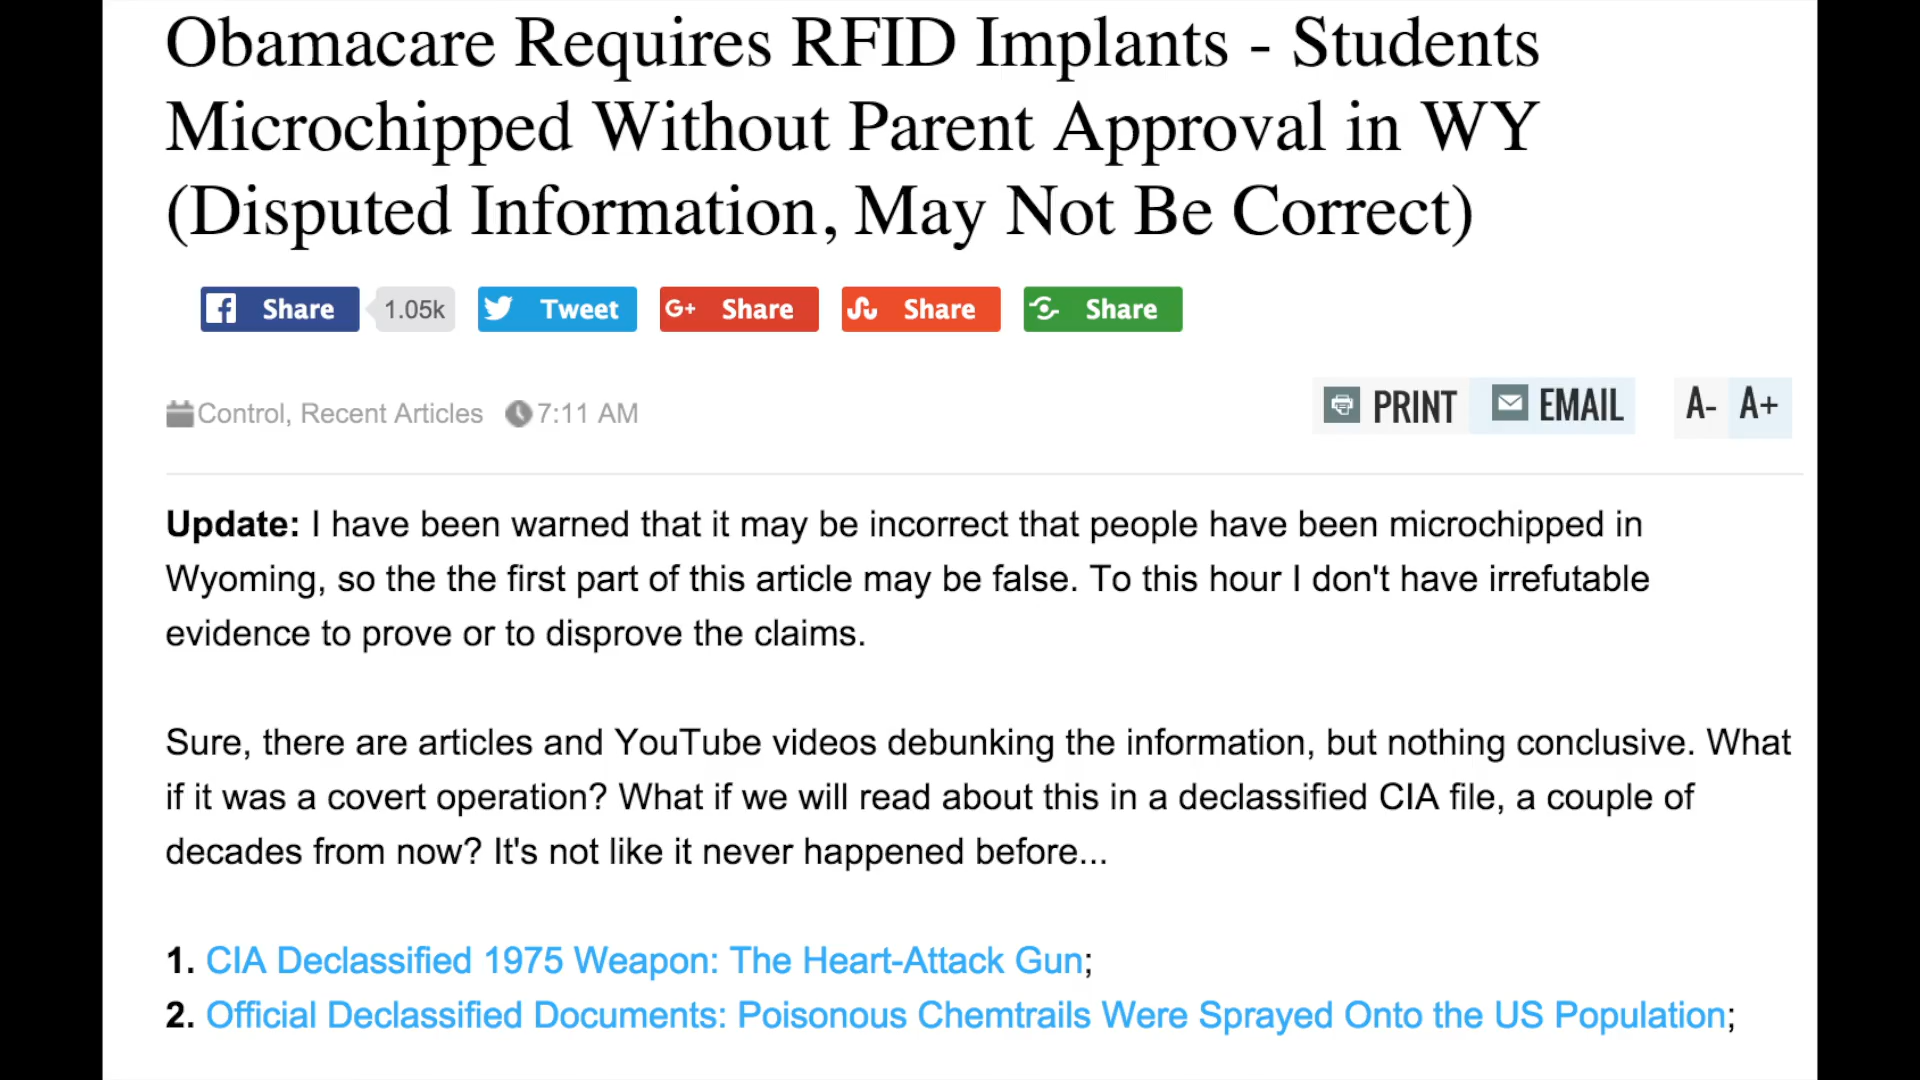 Obamacare Requires RFID Implants - Students
Microchipped Without Parent Approval in WY
(Disputed Information, May Not Be Correct)
Share 1.05k Tweet G+ Share Share Share
Control, Recent Articles 7:11 AM PRINT EMAIL A- A+
Update: I have been warned that it may be incorrect that people have been microchipped in
Wyoming, so the the first part of this article may be false. To this hour I don't have irrefutable
evidence to prove or to disprove the claims.
Sure, there are articles and YouTube videos debunking the information, but nothing conclusive. What
if it was a covert operation? What if we will read about this in a declassified CIA file, a couple of
decades from now? It's not like it never happened before...
1. CIA Declassified 1975 Weapon: The Heart-Attack Gun;
2. Official Declassified Documents: Poisonous Chemtrails Were Sprayed Onto the US Population;